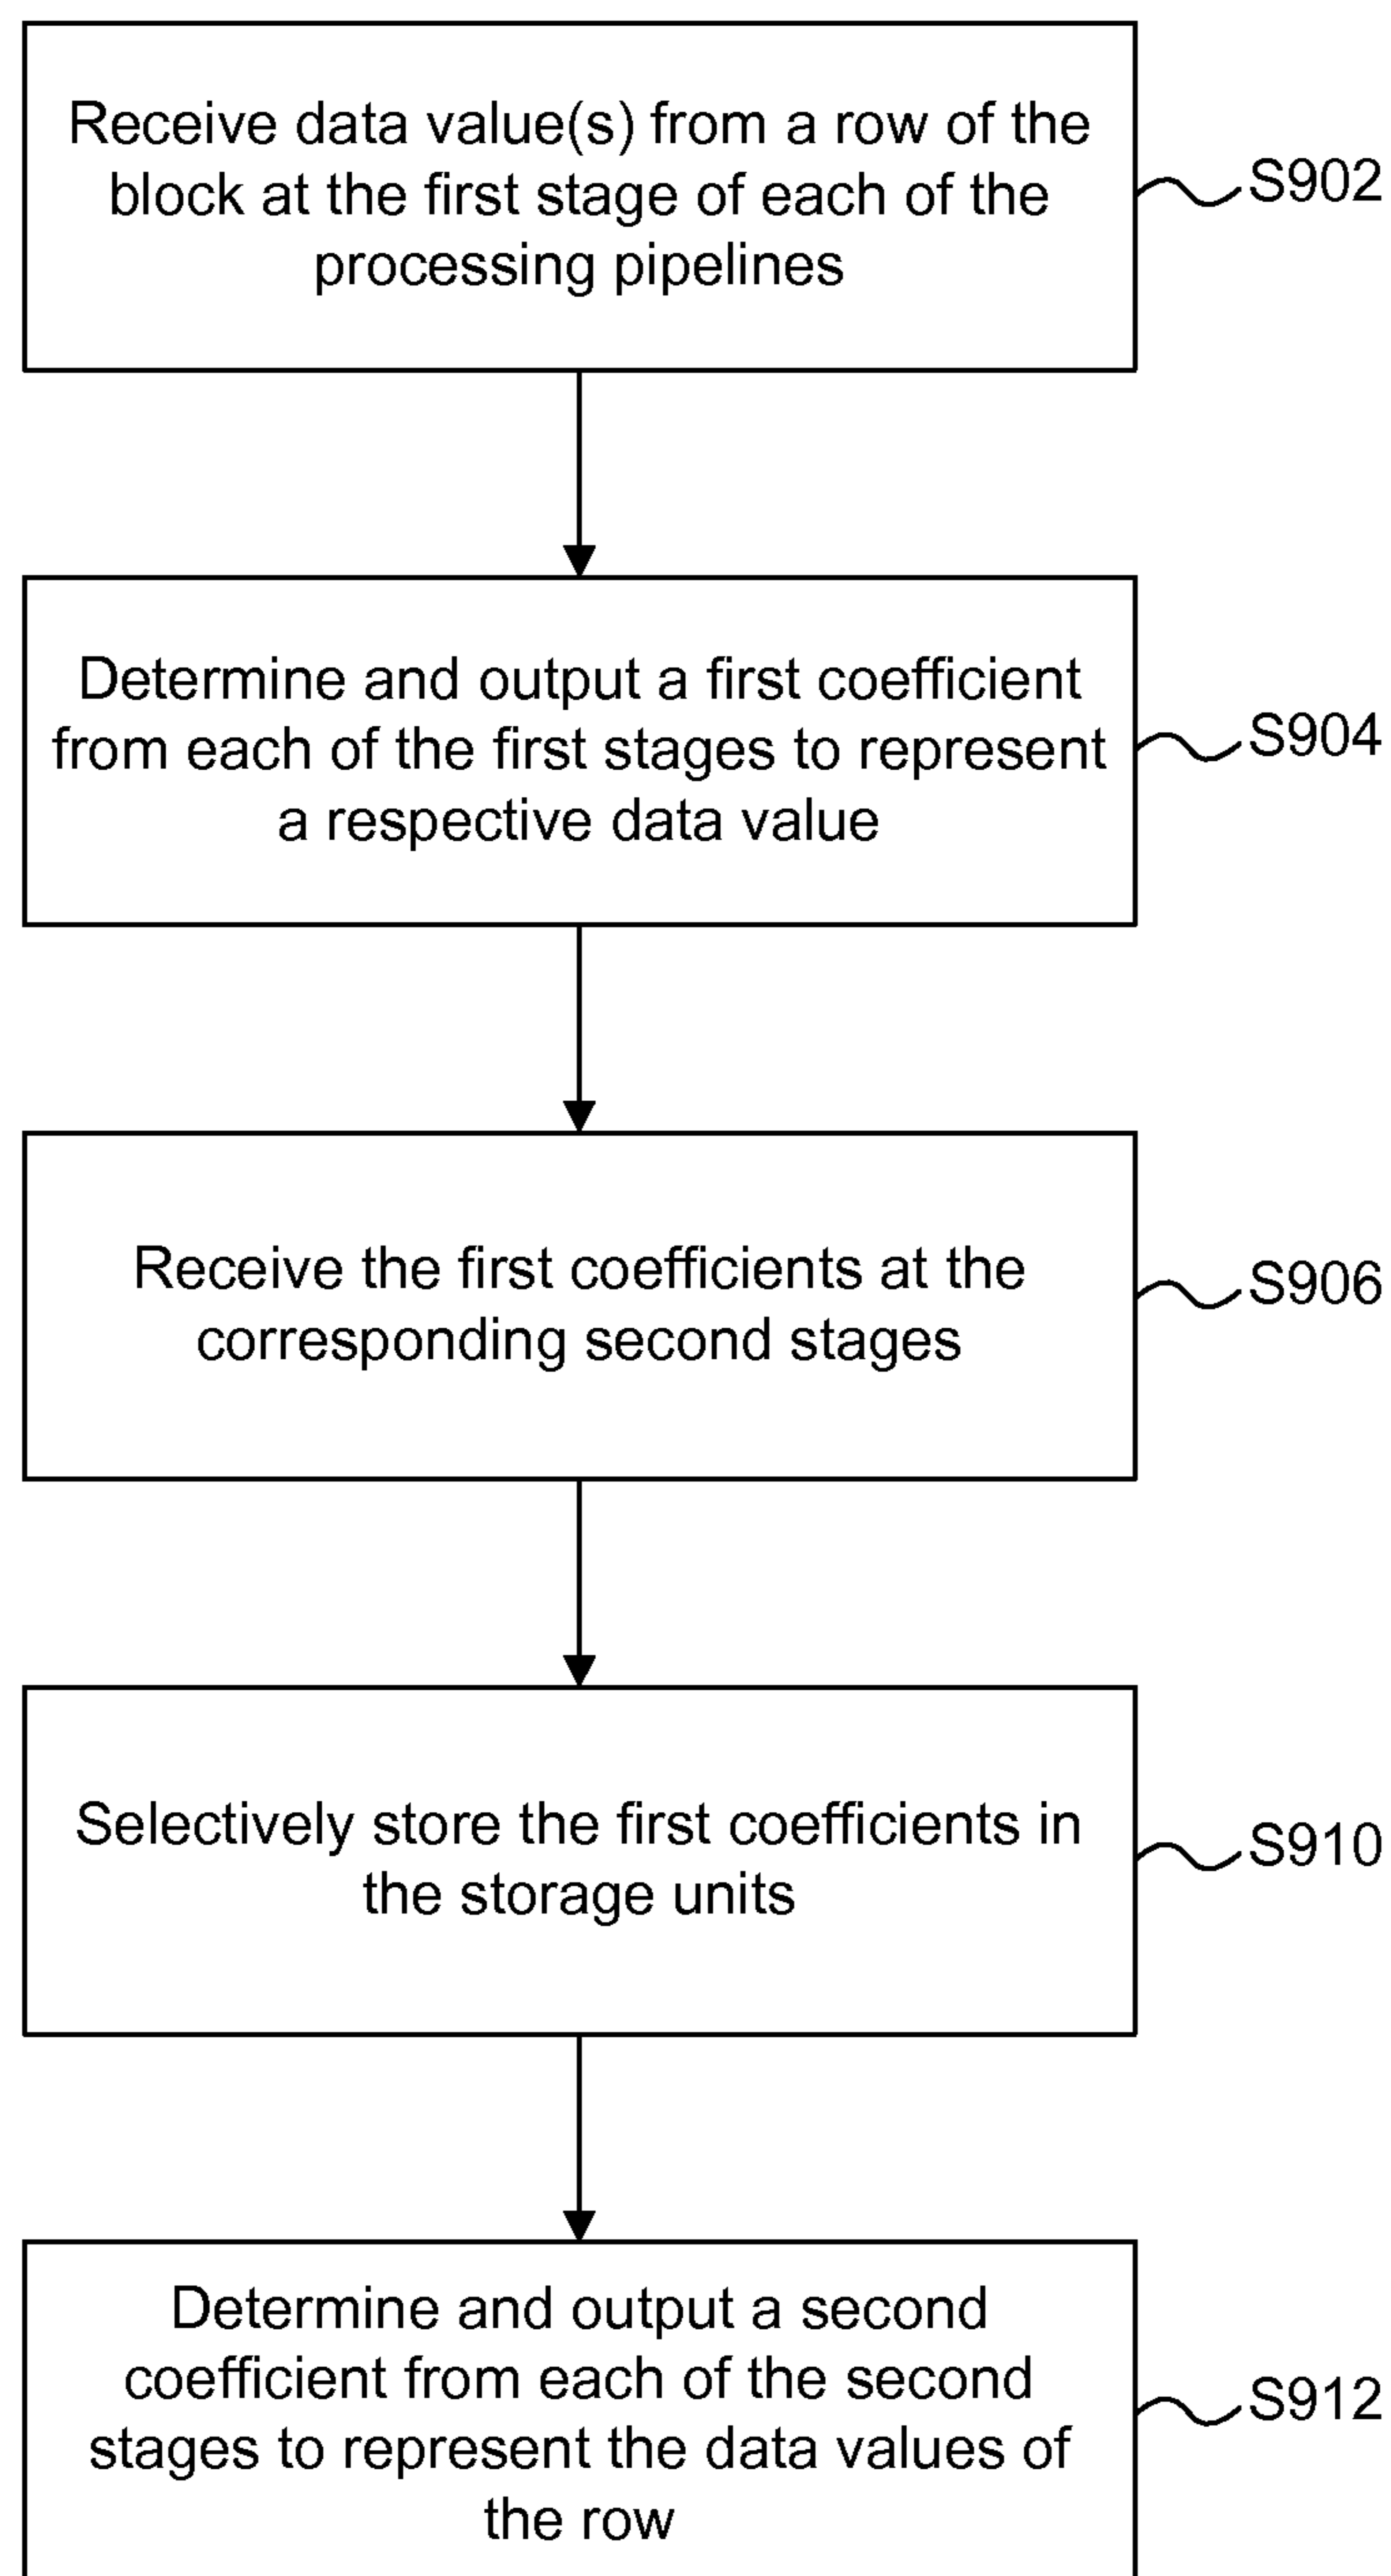 Receive data value(s) from a row of the
block at the first stage of each of the
processing pipelines
S902
Determine and output a first coefficient
from each of the first stages to represent
a respective data value
S904
Receive the first coefficients at the
corresponding second stages
S906
Selectively store the first coefficients in
the storage units
S910
Determine and output a second
coefficient from each of the second
stages to represent the data values of
the row
S912